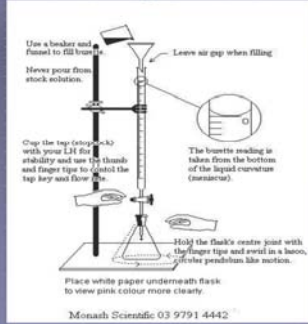 Use a beaker and
funnel to fill burette.
Never pour from
stock solution.
Leave air gap when filling
Cup the tap (stopcock)
with your LH for
stability and use the thumb
and finger tips to contol the
tap key and flow rate.
The burette reading is
taken from the bottom
of the liquid curvature
(meniscus).
Hold the flask's centre joint with
the finger tips and swirl in a lasoo,
circular pendulum like motion.
Place white paper underneath flask
to view pink colour more clearly.
Monash Scientific 03 9791 4442